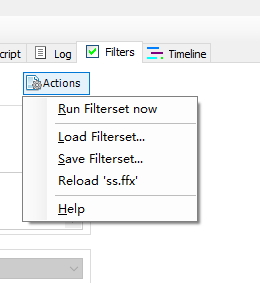 cript Log Filters Timeline
Actions
Run Filterset now
Load Filterset...
Save Filterset...
Reload 'ss.ffx'
Help